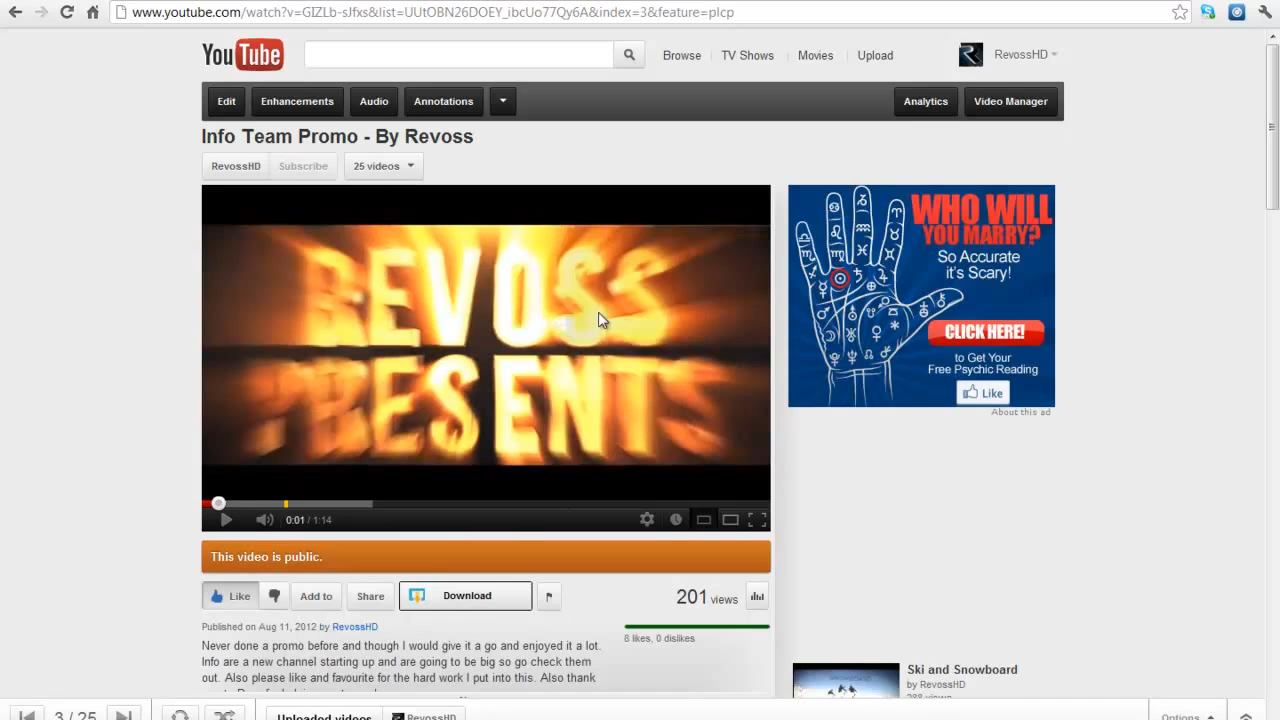 www.youtube.com/watch?v=GIZLb-sJfxs&list=UUtOBN26DOEY_ibcUo77Qy6A&index=3&feature=plcp
YouTube
Browse TV Shows Movies Upload RevossHD
Edit Enhancements Audio Annotations Analytics Video Manager
Info Team Promo - By Revoss
RevossHD Subscribe 25 videos
REVOSS
PRESENTS
WHO WILL
YOU MARRY?
So Accurate
it's Scary!
CLICK HERE!
to Get Your
Free Psychic Reading
Like
About this ad
0:01 / 1:14
This video is public.
Like Add to Share Download 201 views
Published on Aug 11, 2012 by RevossHD
8 likes, 0 dislikes
Never done a promo before and though I would give it a go and enjoyed it a lot.
Info are a new channel starting up and are going to be big so go check them
out. Also please like and favourite for the hard work I put into this. Also thank
Ski and Snowboard
by RevossHD
288 views
3 / 25 Uploaded videos RevossHD Options